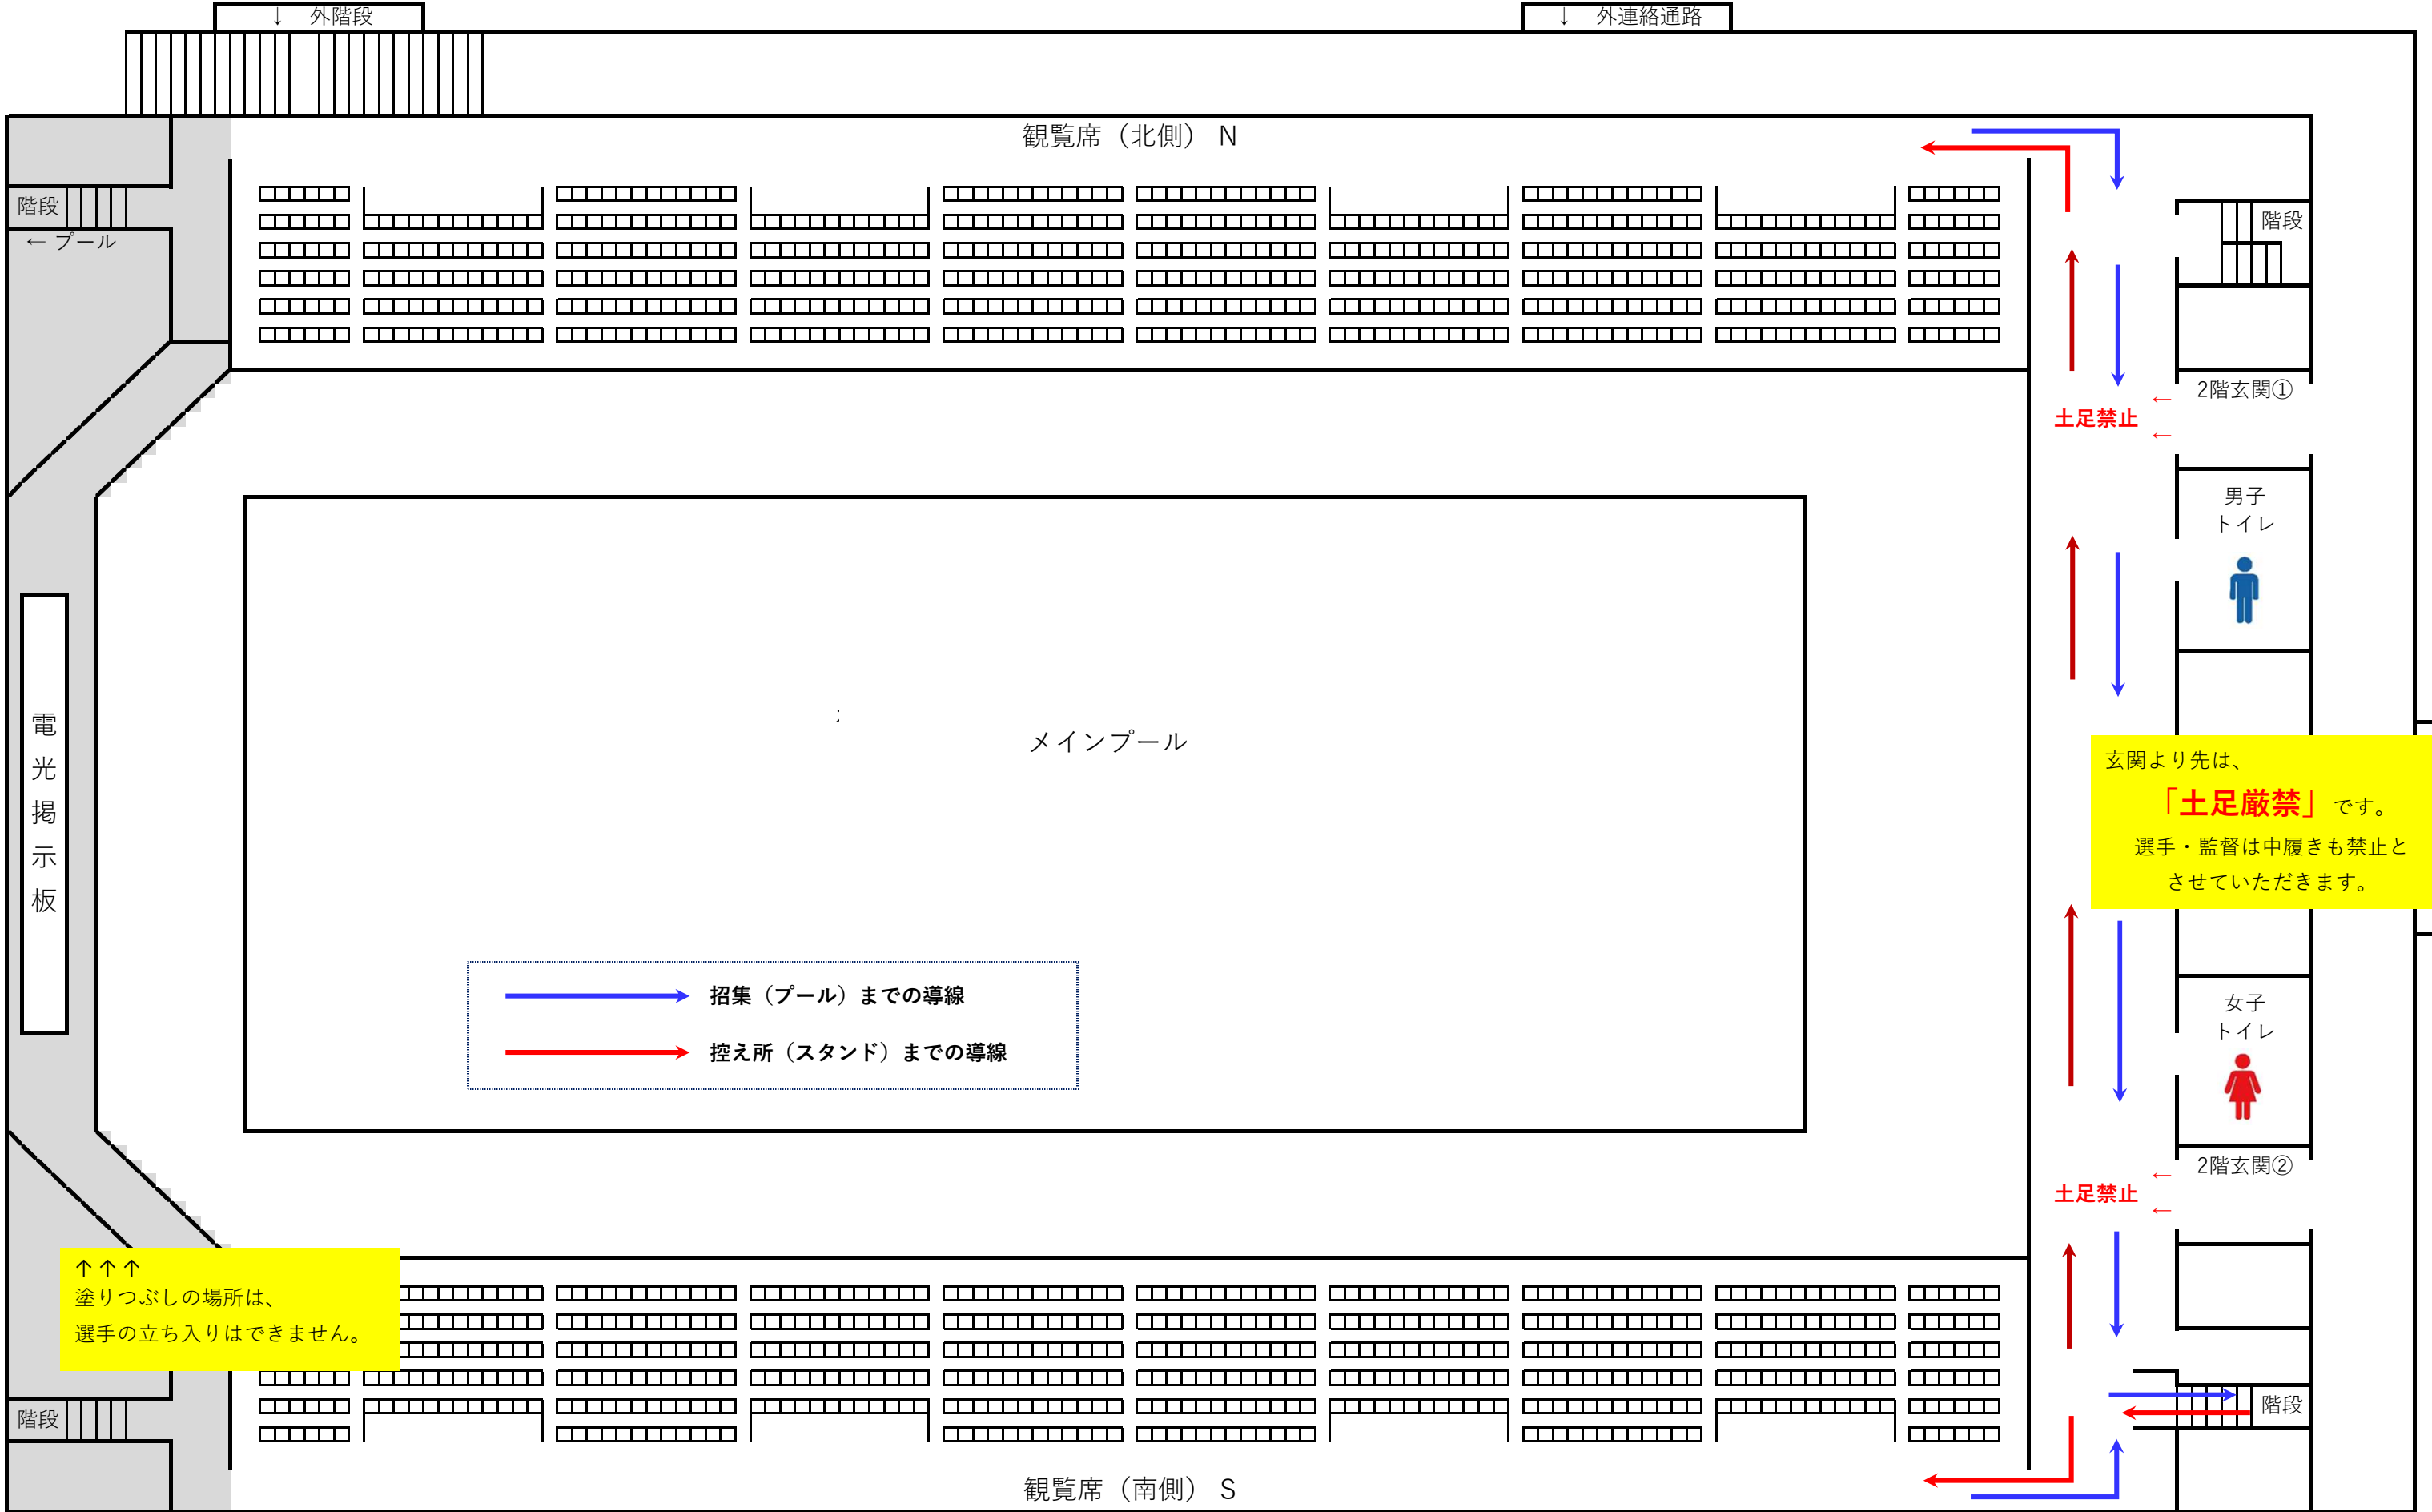 ↓ 外階段
↓ 外連絡通路
観覧席（北側） N
階段
← プール
階段
2階玄関①
←
土足禁止
←
男子
トイレ
電光掲示板
メインプール
玄関より先は、
「土足厳禁」です。
選手・監督は中履きも禁止と
させていただきます。
招集（プール）までの導線
控え所（スタンド）までの導線
女子
トイレ
2階玄関②
←
土足禁止
←
↑↑↑
塗りつぶしの場所は、
選手の立ち入りはできません。
階段
階段
観覧席（南側） S